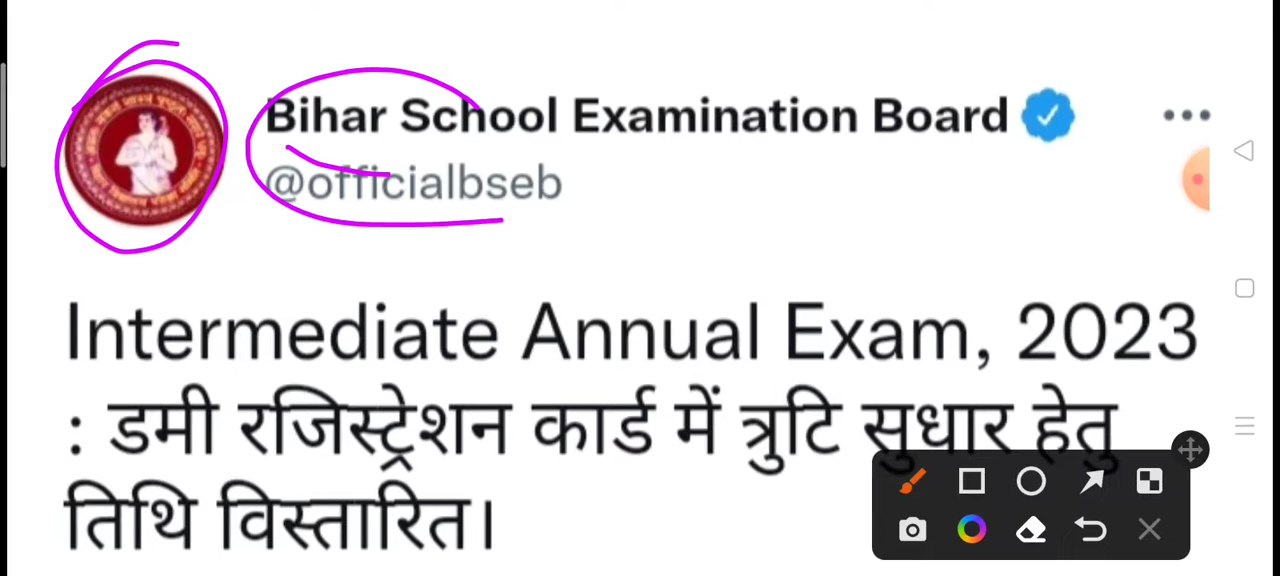 Bihar School Examination Board
@officialbseb
Intermediate Annual Exam, 2023
: डमी रजिस्ट्रेशन कार्ड में त्रुटि सुधार हेतु
तिथि विस्तारित।